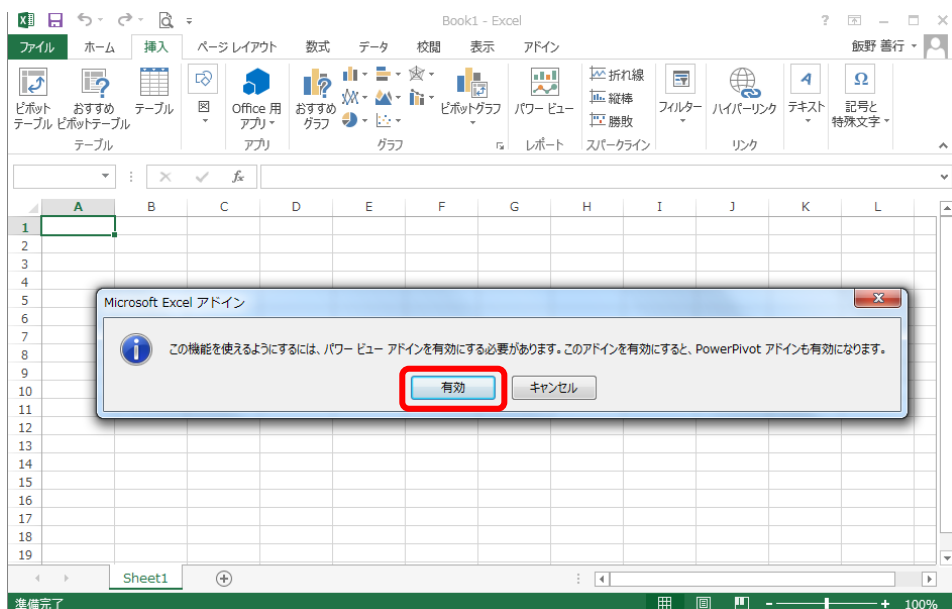 Book1 - Excel
?
ファイル ホーム 挿入 ページ レイアウト 数式 データ 校閲 表示 アドイン 飯野 善行
ピボット
テーブル
おすすめ
ピボットテーブル
テーブル
図
Office 用
アプリ
おすすめ
グラフ
ピボットグラフ
パワー ビュー
折れ線
縦棒
勝敗
フィルター
ハイパーリンク
テキスト
記号と
特殊文字
テーブル アプリ グラフ レポート スパークライン リンク
fx
A B C D E F G H I J K L
1
2
3
4
5
6
7
8
9
10
11
12
13
14
15
16
17
18
19
Microsoft Excel アドイン
この機能を使えるようにするには、パワー ビュー アドインを有効にする必要があります。このアドインを有効にすると、PowerPivot アドインも有効になります。
有効 キャンセル
Sheet1
準備完了 100%